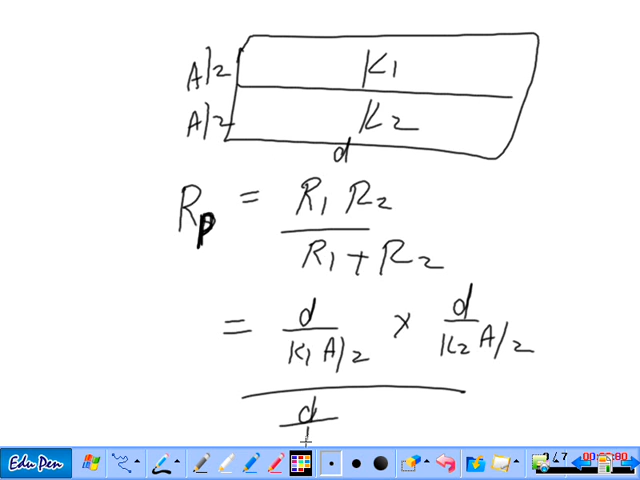 A/2 K1
A/2 K2
d
Rp = R1 R2
R1 + R2
= d × d
K1 A/2 K2 A/2
d
Edu Pen